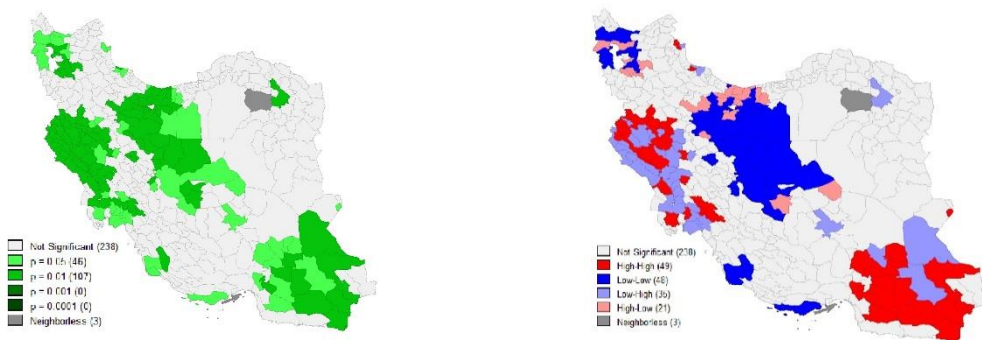 Not Significant (238)
p = 0.05 (46)
p = 0.01 (107)
p = 0.001 (0)
p = 0.0001 (0)
Neighborless (3)
Not Significant (238)
High-High (49)
Low-Low (48)
Low-High (35)
High-Low (21)
Neighborless (3)